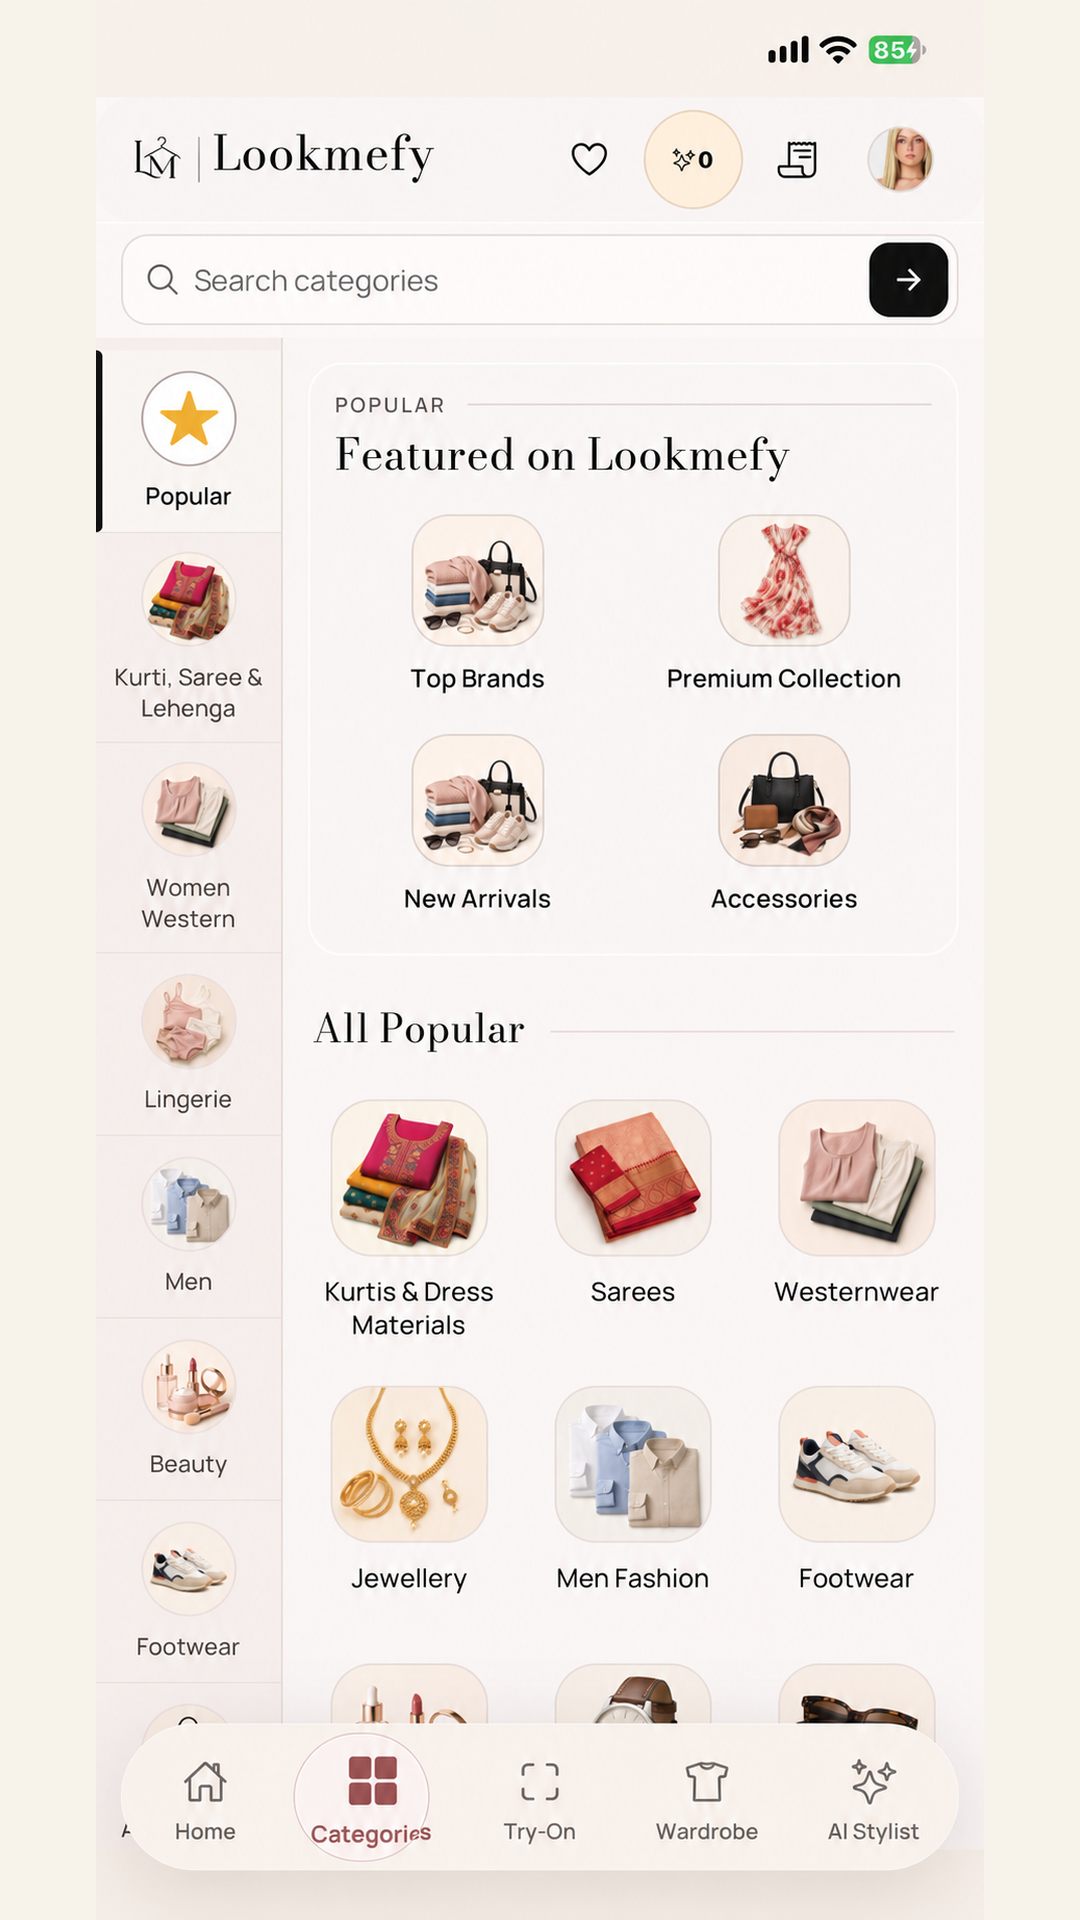 85
LM | Lookmefy
0
Search categories
Popular
Kurti, Saree &
Lehenga
Women
Western
Lingerie
Men
Beauty
Footwear
POPULAR
Featured on Lookmefy
Top Brands
Premium Collection
New Arrivals
Accessories
All Popular
Kurtis & Dress
Materials
Sarees
Westernwear
Jewellery
Men Fashion
Footwear
Home
Categories
Try-On
Wardrobe
AI Stylist